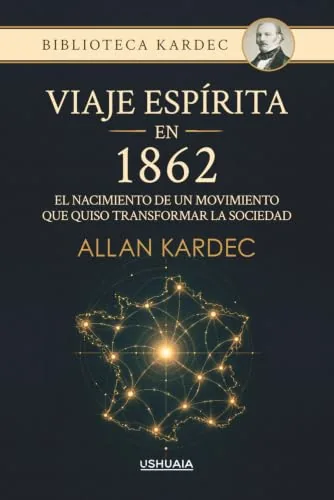 BIBLIOTECA KARDEC
VIAJE ESPÍRITA
EN
1862
EL NACIMIENTO DE UN MOVIMIENTO
QUE QUISO TRANSFORMAR LA SOCIEDAD
ALLAN KARDEC
USHUAIA